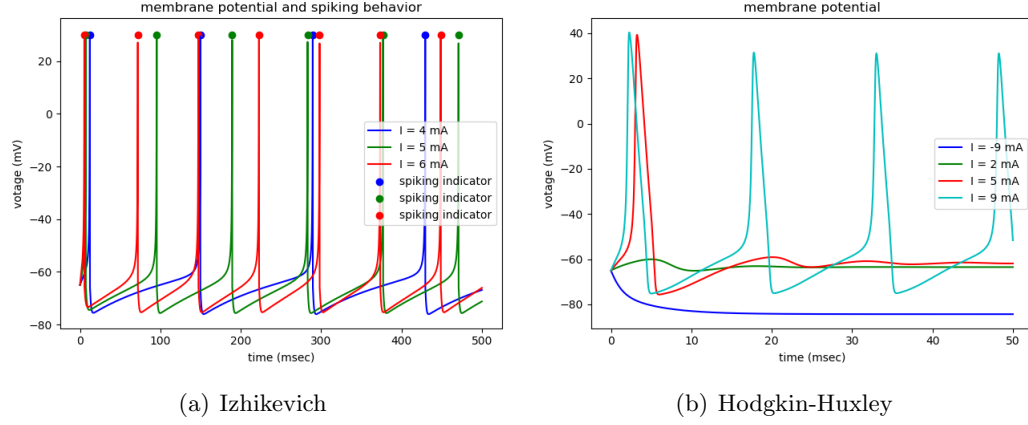 membrane potential and spiking behavior
votage (mV)
20
0
−20
−40
−60
−80
I = 4 mA
I = 5 mA
I = 6 mA
spiking indicator
spiking indicator
spiking indicator
0
100
200
300
400
500
time (msec)
(a) Izhikevich
membrane potential
votage (mV)
40
20
0
−20
−40
−60
−80
I = -9 mA
I = 2 mA
I = 5 mA
I = 9 mA
0
10
20
30
40
50
time (msec)
(b) Hodgkin-Huxley